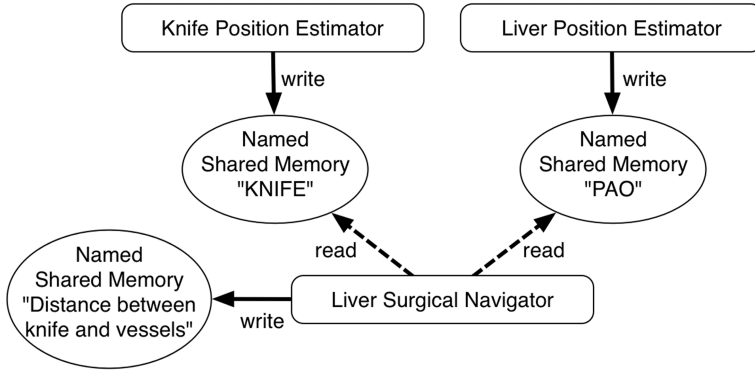 Knife Position Estimator
Liver Position Estimator
write
write
Named
Shared Memory
"KNIFE"
Named
Shared Memory
"PAO"
read
read
Named
Shared Memory
"Distance between
knife and vessels"
write
Liver Surgical Navigator